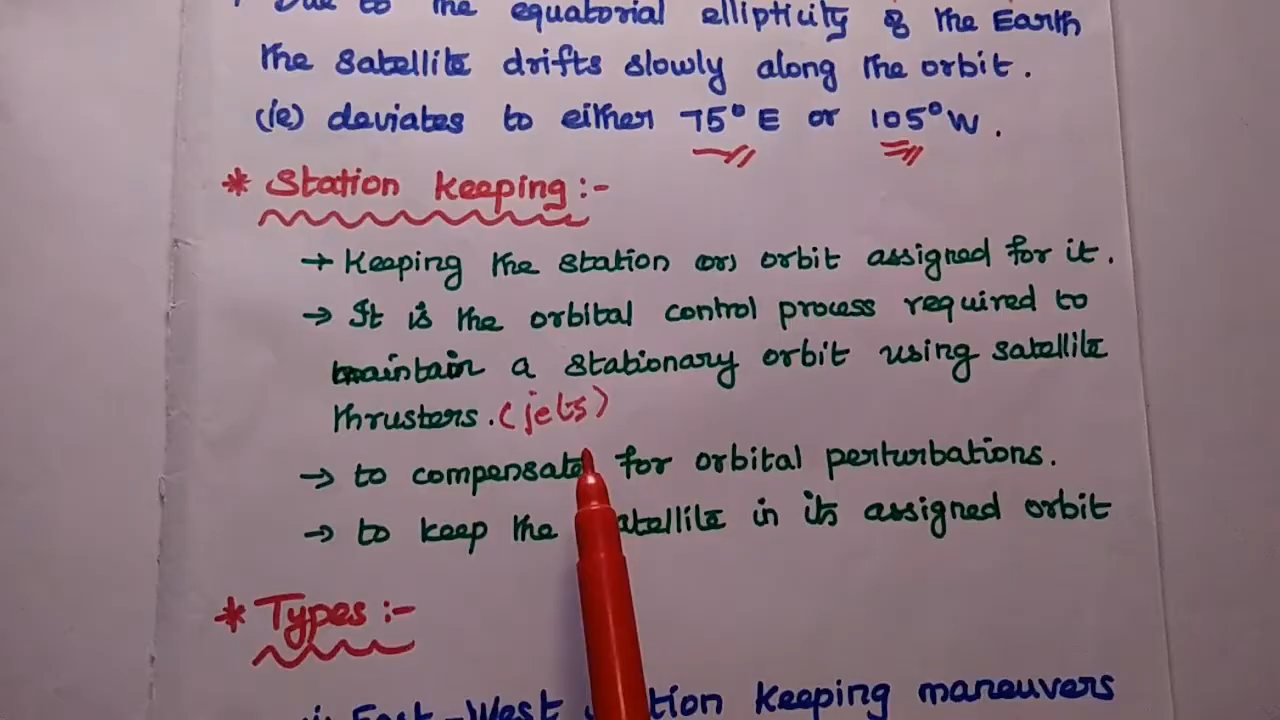 Due to the equatorial ellipticity of the Earth
the satellite drifts slowly along the orbit.
(ie) deviates to either 75° E or 105° W.
* Station keeping :-
→ Keeping the station (or) orbit assigned for it.
→ It is the orbital control process required to
maintain a stationary orbit using satellite
thrusters. (jets)
→ to compensate for orbital perturbations.
→ to keep the satellite in its assigned orbit
* Types :-
East-West station keeping maneuvers